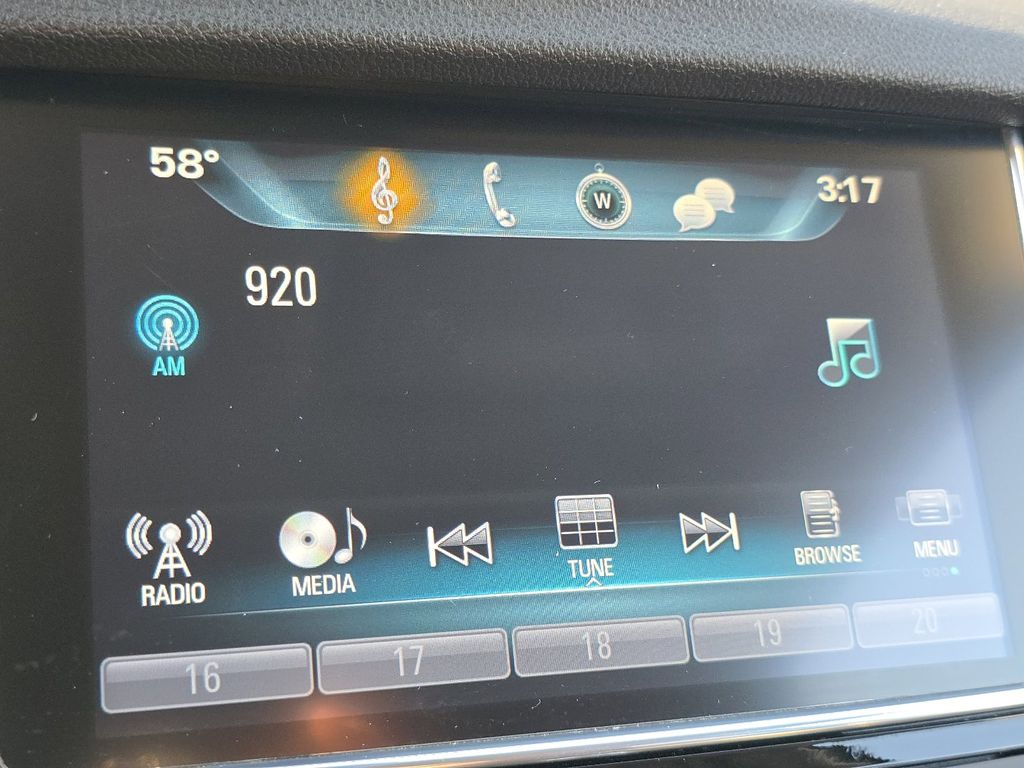 58°
W
3:17
920
AM
RADIO
MEDIA
TUNE
BROWSE
MENU
16
17
18
19
20